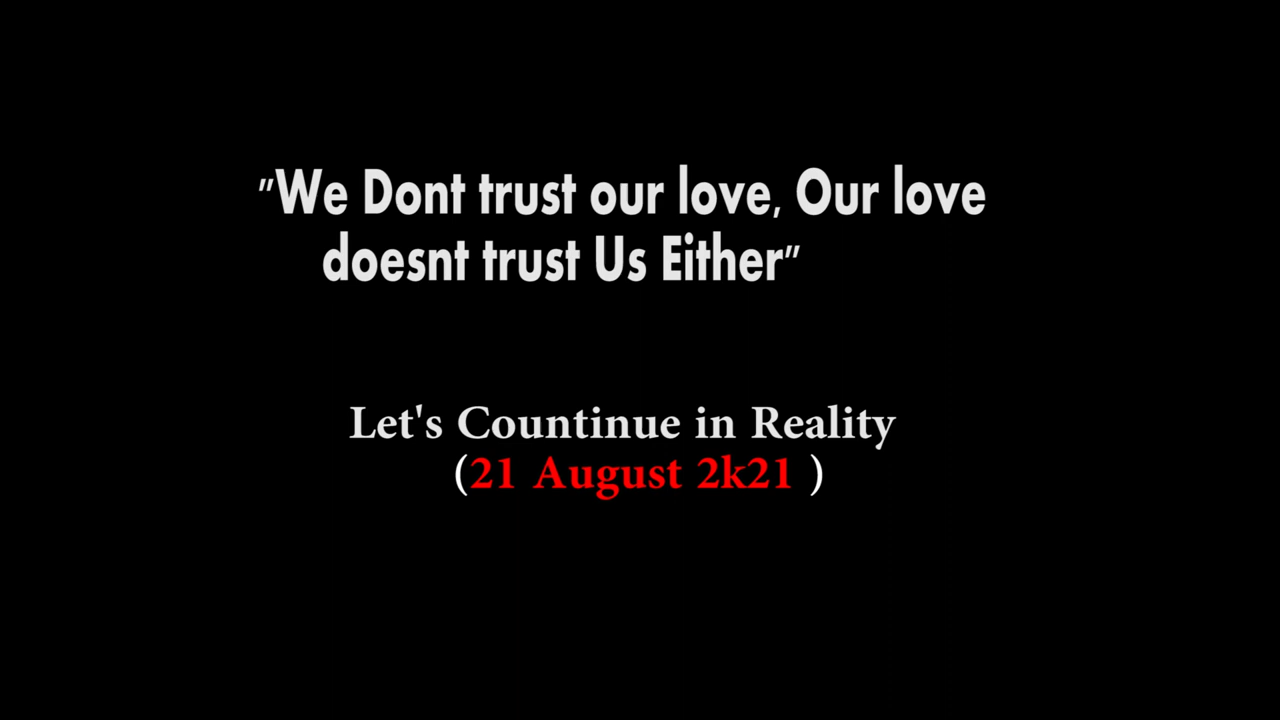 "We Dont trust our love, Our love
doesnt trust Us Either"
Let's Countinue in Reality
(21 August 2k21 )